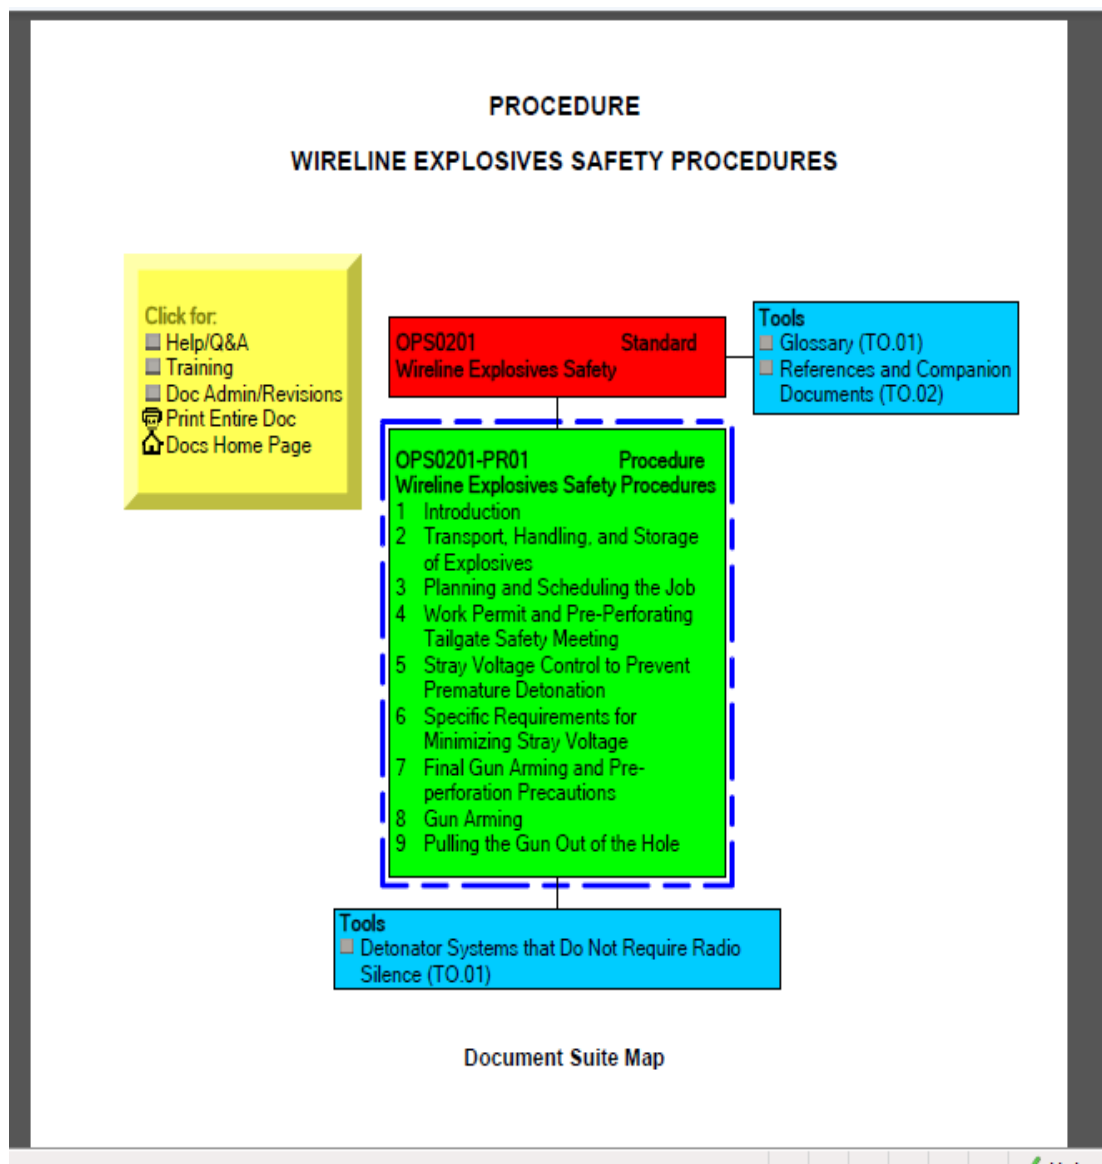 PROCEDURE
WIRELINE EXPLOSIVES SAFETY PROCEDURES
Click for:
Help/Q&A
Training
Doc Admin/Revisions
Print Entire Doc
Docs Home Page
OPS0201 Standard
Wireline Explosives Safety
Tools
Glossary (TO.01)
References and Companion
Documents (TO.02)
OPS0201-PR01 Procedure
Wireline Explosives Safety Procedures
1 Introduction
2 Transport, Handling, and Storage
of Explosives
3 Planning and Scheduling the Job
4 Work Permit and Pre-Perforating
Tailgate Safety Meeting
5 Stray Voltage Control to Prevent
Premature Detonation
6 Specific Requirements for
Minimizing Stray Voltage
7 Final Gun Arming and Pre-
perforation Precautions
8 Gun Arming
9 Pulling the Gun Out of the Hole
Tools
Detonator Systems that Do Not Require Radio
Silence (TO.01)
Document Suite Map